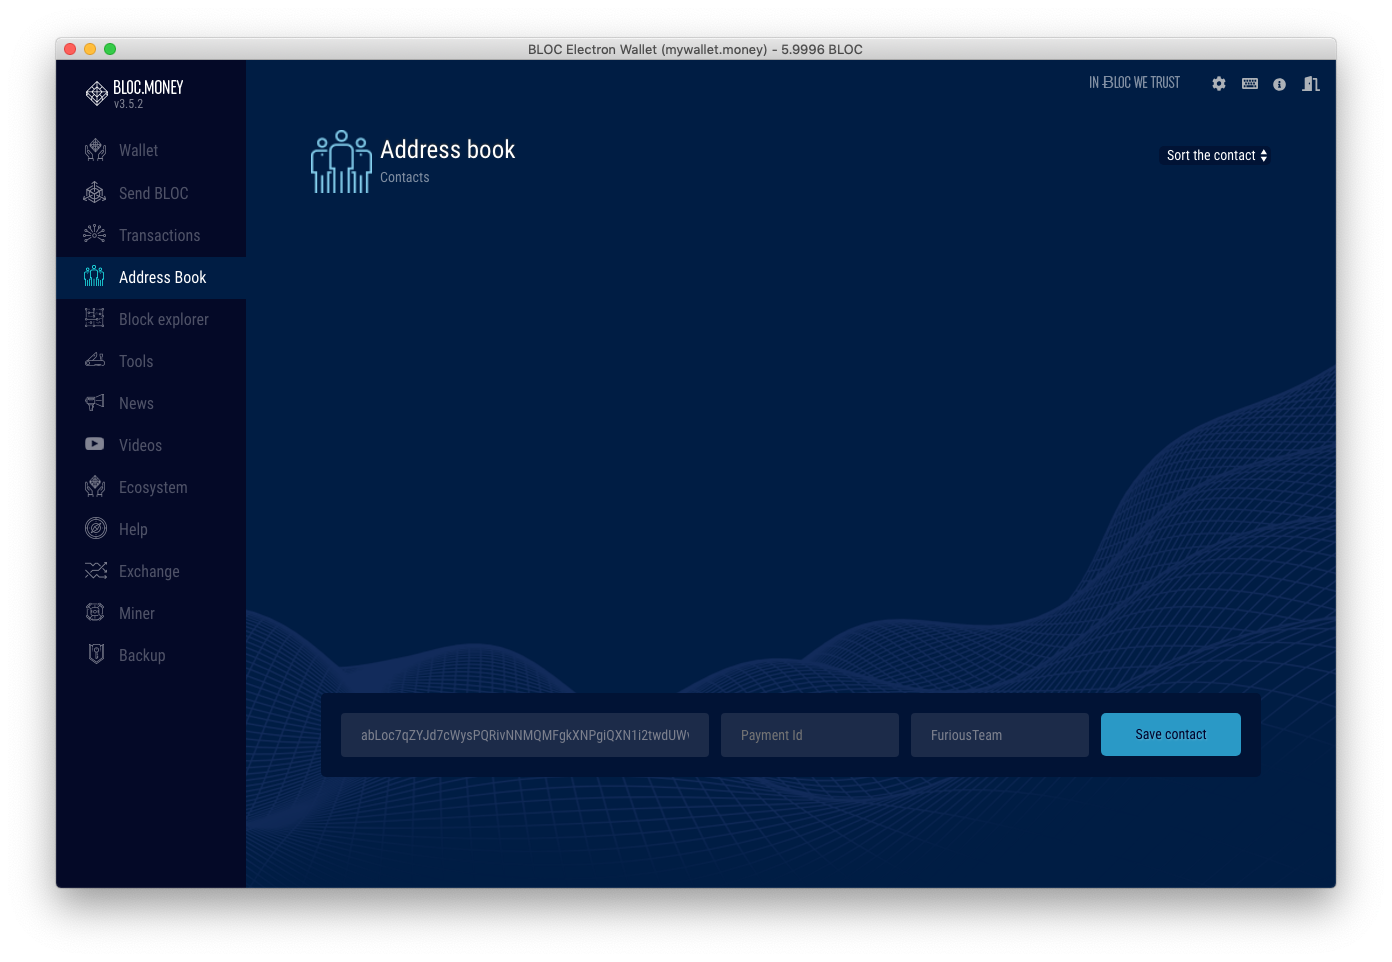 BLOC Electron Wallet (mywallet.money) - 5.9996 BLOC
BLOC.MONEY
v3.5.2
IN BLOC WE TRUST
Wallet
Send BLOC
Transactions
Address Book
Block explorer
Tools
News
Videos
Ecosystem
Help
Exchange
Miner
Backup
Address book
Contacts
Sort the contact
abLoc7qZYJd7cWysPQRivNNMQMFgkXNPgiQXN1i2twdUW
Payment Id
FuriousTeam
Save contact